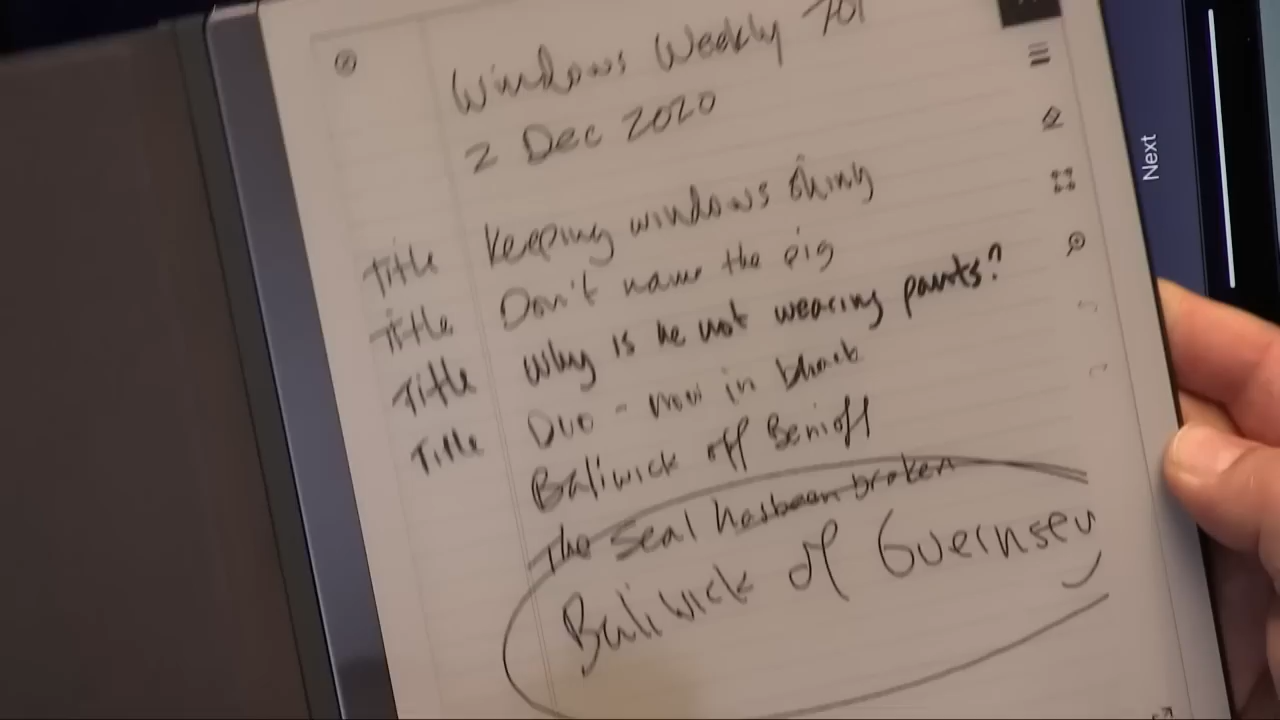 Windows Weekly 701
2 Dec 2020
Title Keeping windows shiny
Title Don't name the pig
Title Why is he not wearing pants?
Title Duo - now in black
Baliwick off Benioff
The seal has been broken
Baliwick of Guernsey
Next